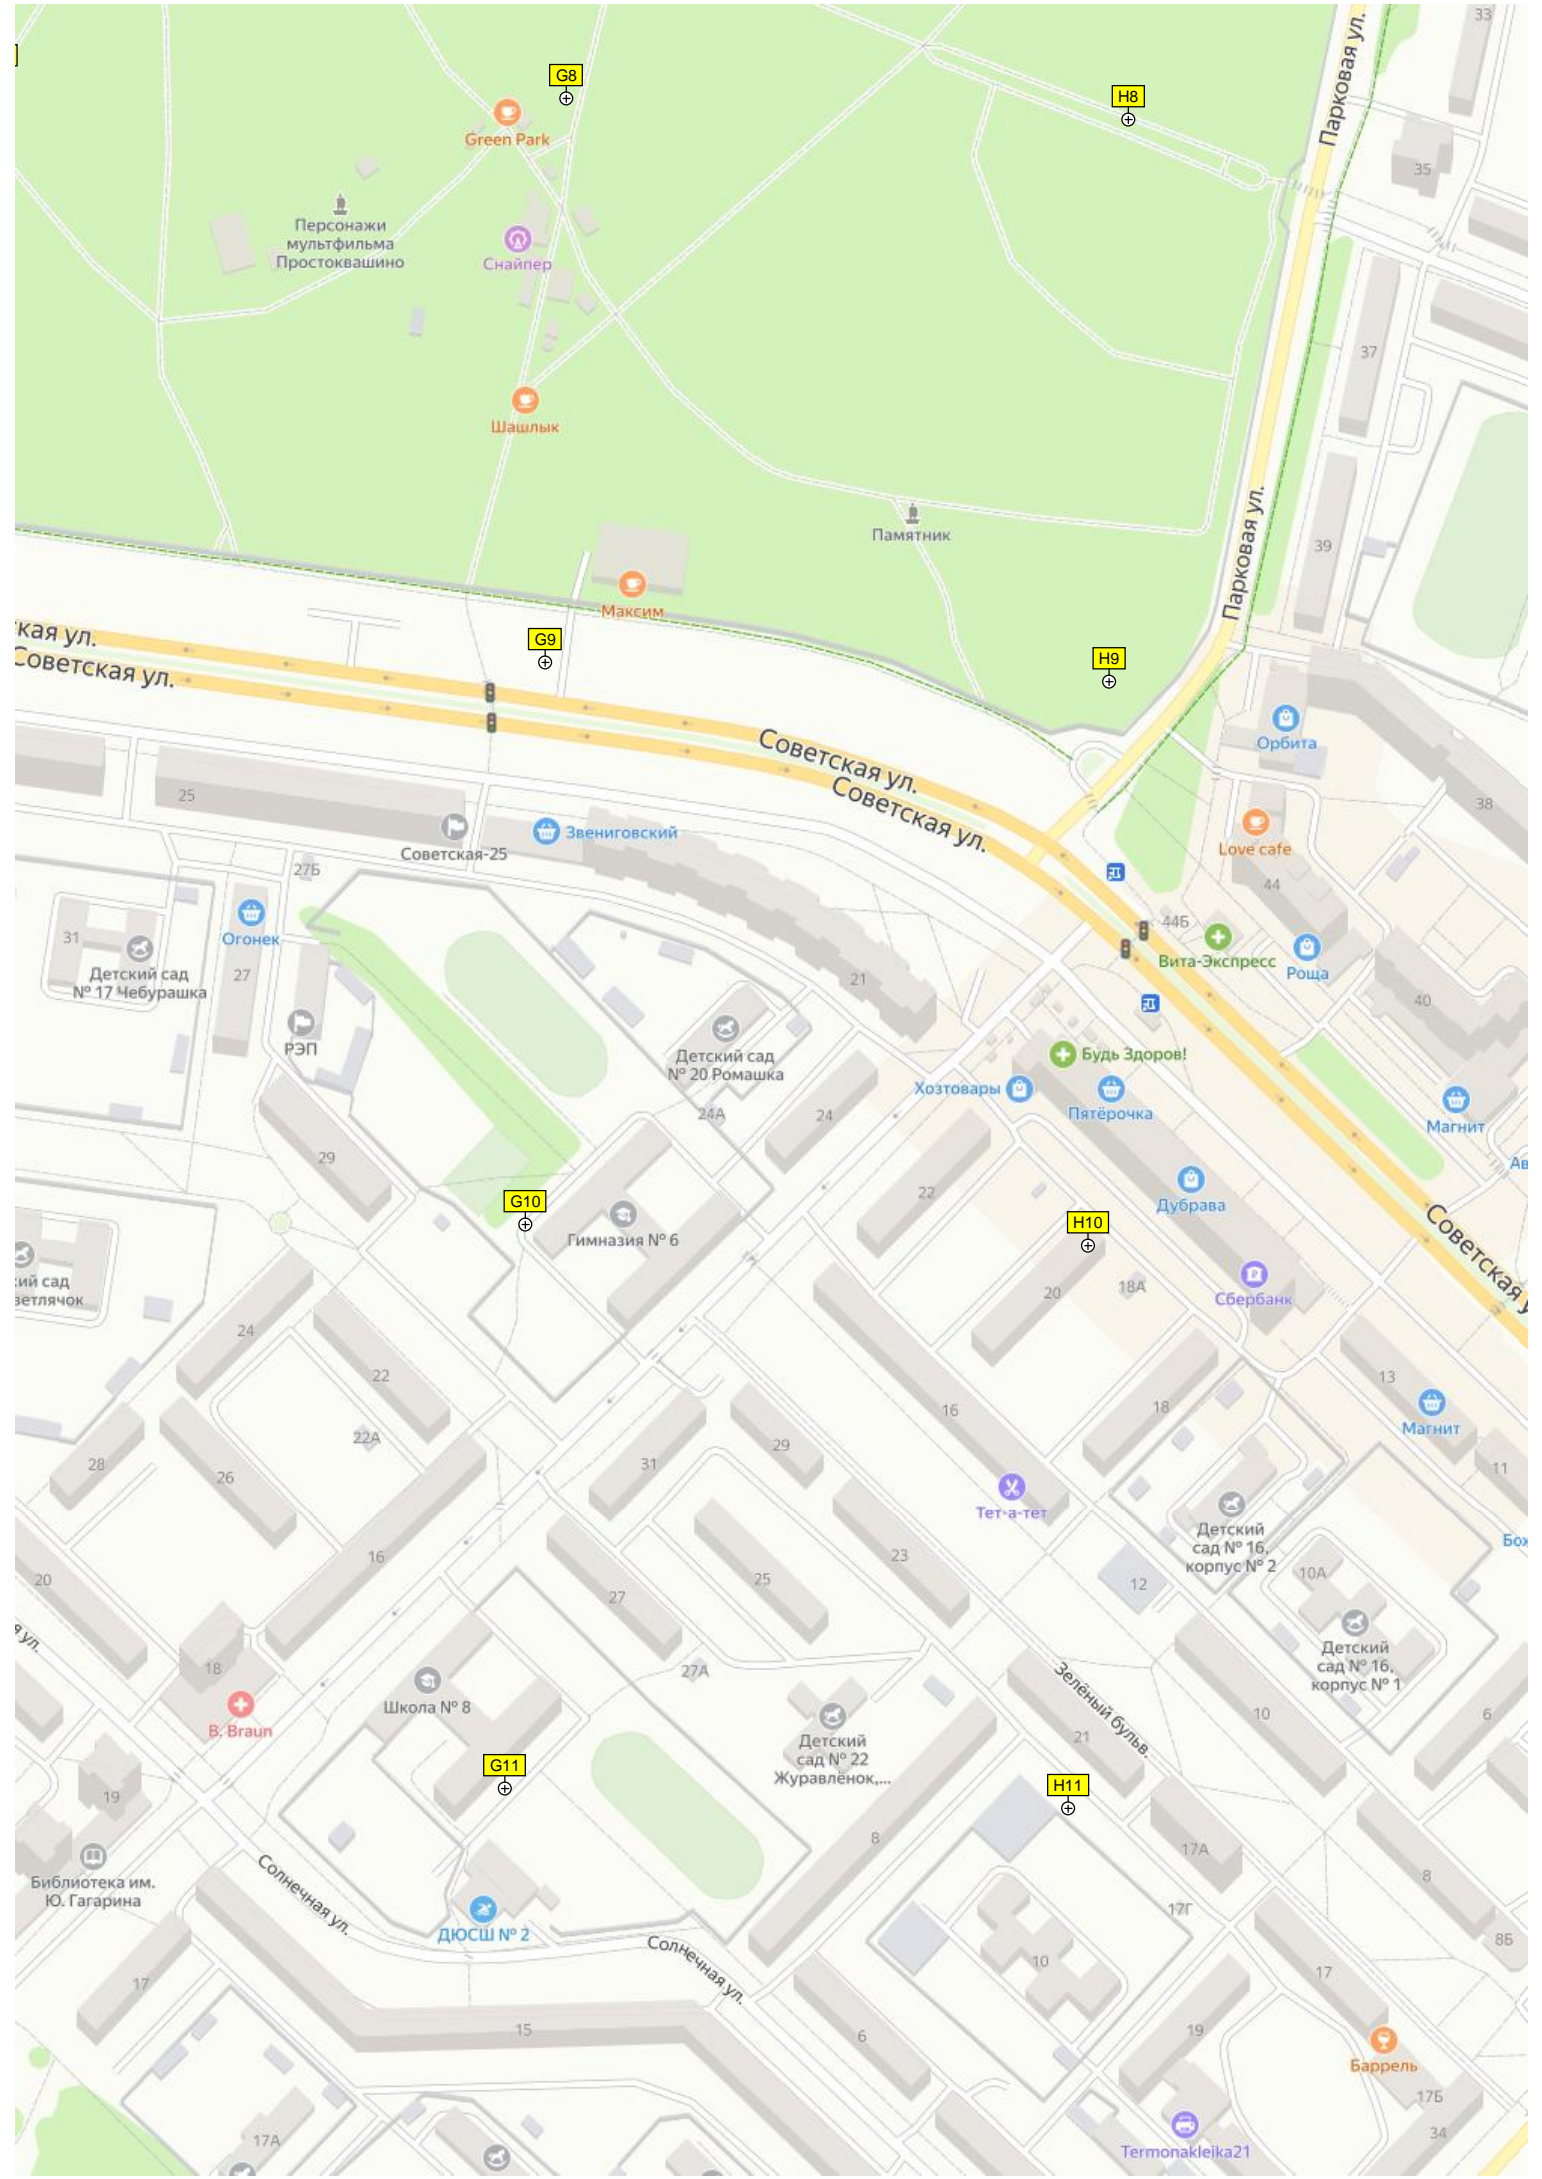 33
Парковая ул.
G8
H8
Green Park
35
Персонажи
мультфильма
Простоквашино
Снайпер
37
Шашлык
Памятник
39
Парковая ул.
Максим
кая ул.
Советская ул.
G9
H9
Орбита
Советская ул.
Советская ул.
25
Звениговский
38
Советская-25
Love cafe
27Б
44
31
Огонек
44Б
Детский сад
№ 17 Чебурашка
27
Вита-Экспресс
Роща
21
40
РЭП
Детский сад
№ 20 Ромашка
Будь Здоров!
Хозтовары
Пятёрочка
24А
24
Магнит
29
Ав
22
G10
Дубрава
H10
Гимназия № 6
Советская у
кий сад
ветлячок
20
18А
Сбербанк
24
22
13
16
18
Магнит
22А
28
26
31
29
11
Тет-а-тет
Детский
сад № 16,
корпус № 2
Бож
16
23
20
25
27
12
10А
я ул.
Детский
сад № 16,
корпус № 1
18
27А
Зелёный бульв.
Школа № 8
B. Braun
10
6
21
Детский
сад № 22
Журавлёнок,...
G11
H11
19
8
17А
Библиотека им.
Ю. Гагарина
Солнечная ул.
8
17Г
ДЮСШ № 2
Солнечная ул.
8Б
17
10
17
15
6
19
Баррель
17Б
17А
34
Termonakleika21